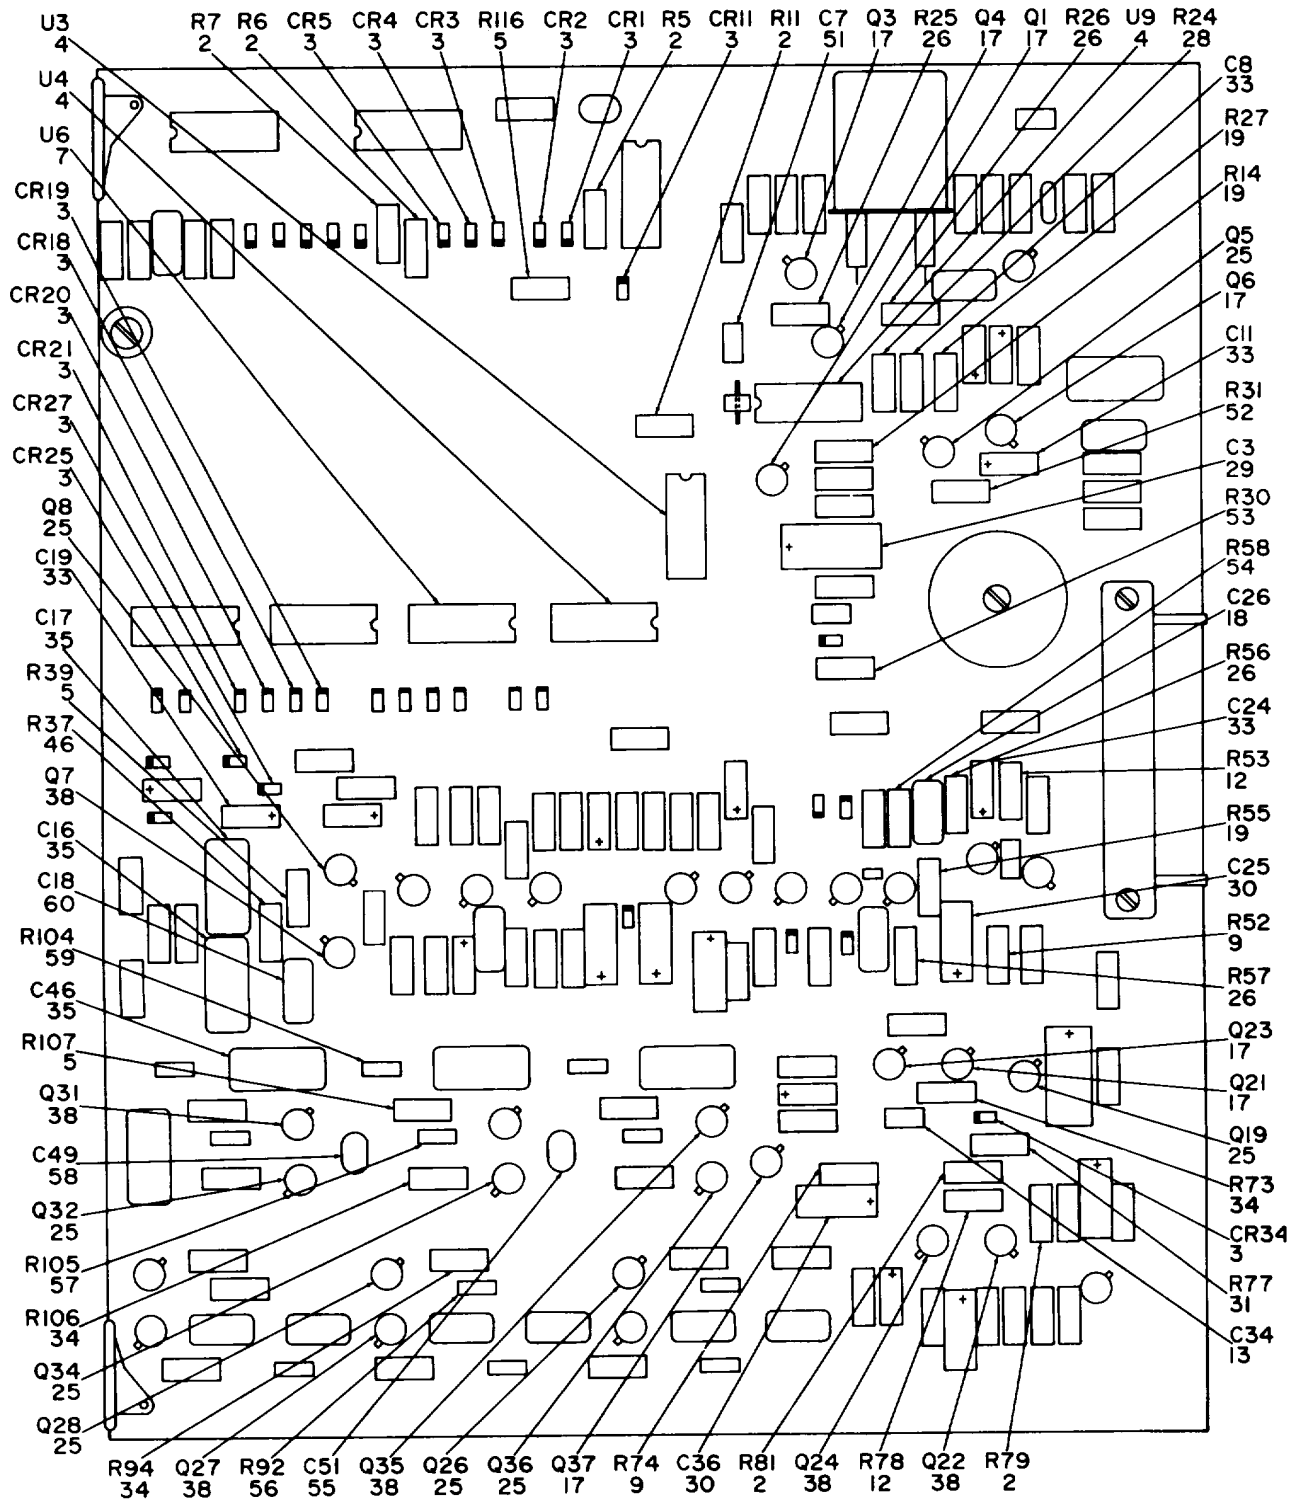 R7 R6 CR5 CR4 CR3 R116 CR2 CR1 R5 CR11 R11 C7 Q3 R25 Q4 Q1 R26 U9 R24
2 2 3 3 3 5 3 3 2 3 2 51 17 26 17 17 26 4 28
U3
4
U4
4
U6
7
CR19
3
CR18
3
CR20
3
CR21
3
CR27
3
CR25
3
Q8
25
C19
33
C17
35
R39
5
R37
46
Q7
38
C16
35
C18
60
R104
59
C46
35
R107
5
Q31
38
C49
58
Q32
25
R105
57
R106
34
Q34
25
Q28
25
C8
33
R27
19
R14
19
Q5
25
Q6
17
C11
33
R31
52
C3
29
R30
53
R58
54
C26
18
R56
26
C24
33
R53
12
R55
19
C25
30
R52
9
R57
26
Q23
17
Q21
17
Q19
25
R73
34
CR34
3
R77
31
C34
13
R94 Q27 R92 C51 Q35 Q26 Q36 Q37 R74 C36 R81 Q24 R78 Q22 R79
34 38 56 55 38 25 25 17 9 30 2 38 12 38 2